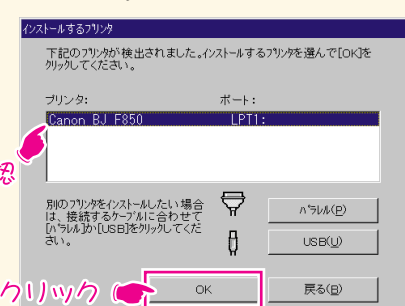 インストールするプリンタ
下記のプリンタが検出されました。インストールするプリンタを選んで[OK]を
クリックしてください。
プリンタ: ポート:
Canon BJ F850 LPT1:
認
別のプリンタをインストールしたい場合
は、接続するケーブルに合わせて
[パラレル]か[USB]をクリックしてくだ
さい。
パラレル(P)
USB(U)
クリック
OK
戻る(B)